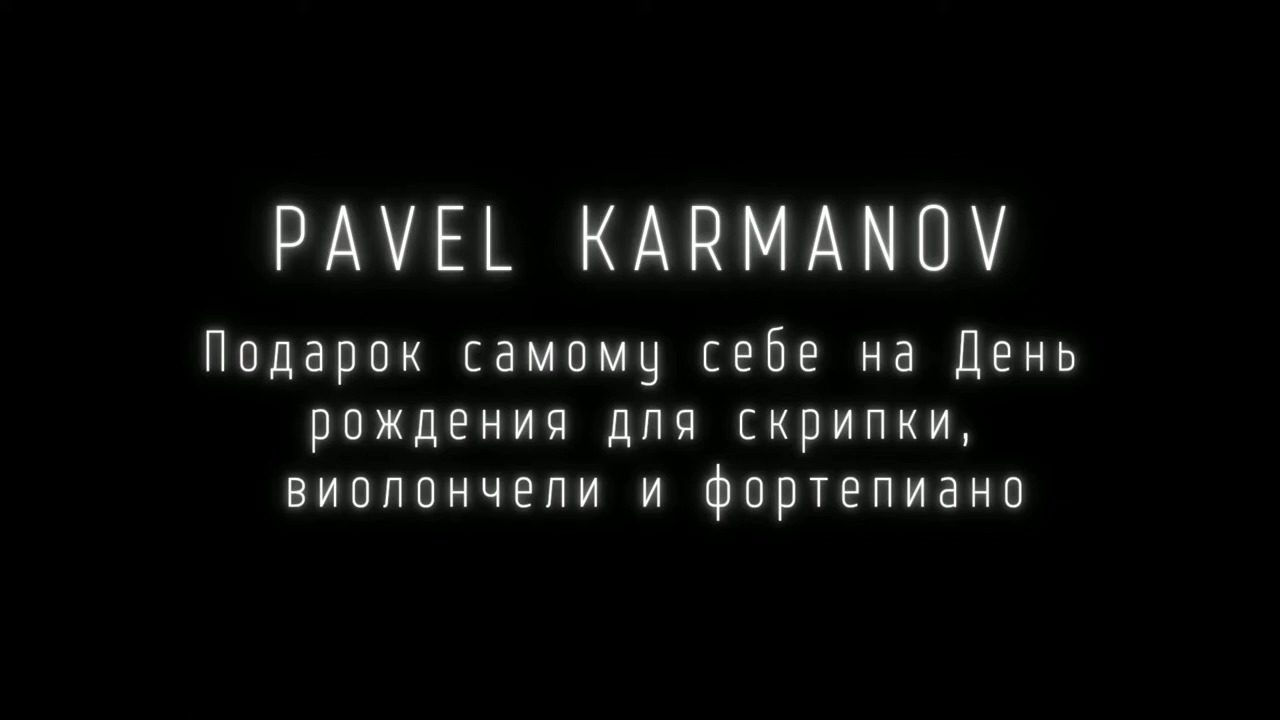 PAVEL KARMANOV
Подарок самому себе на День
рождения для скрипки,
виолончели и фортепиано